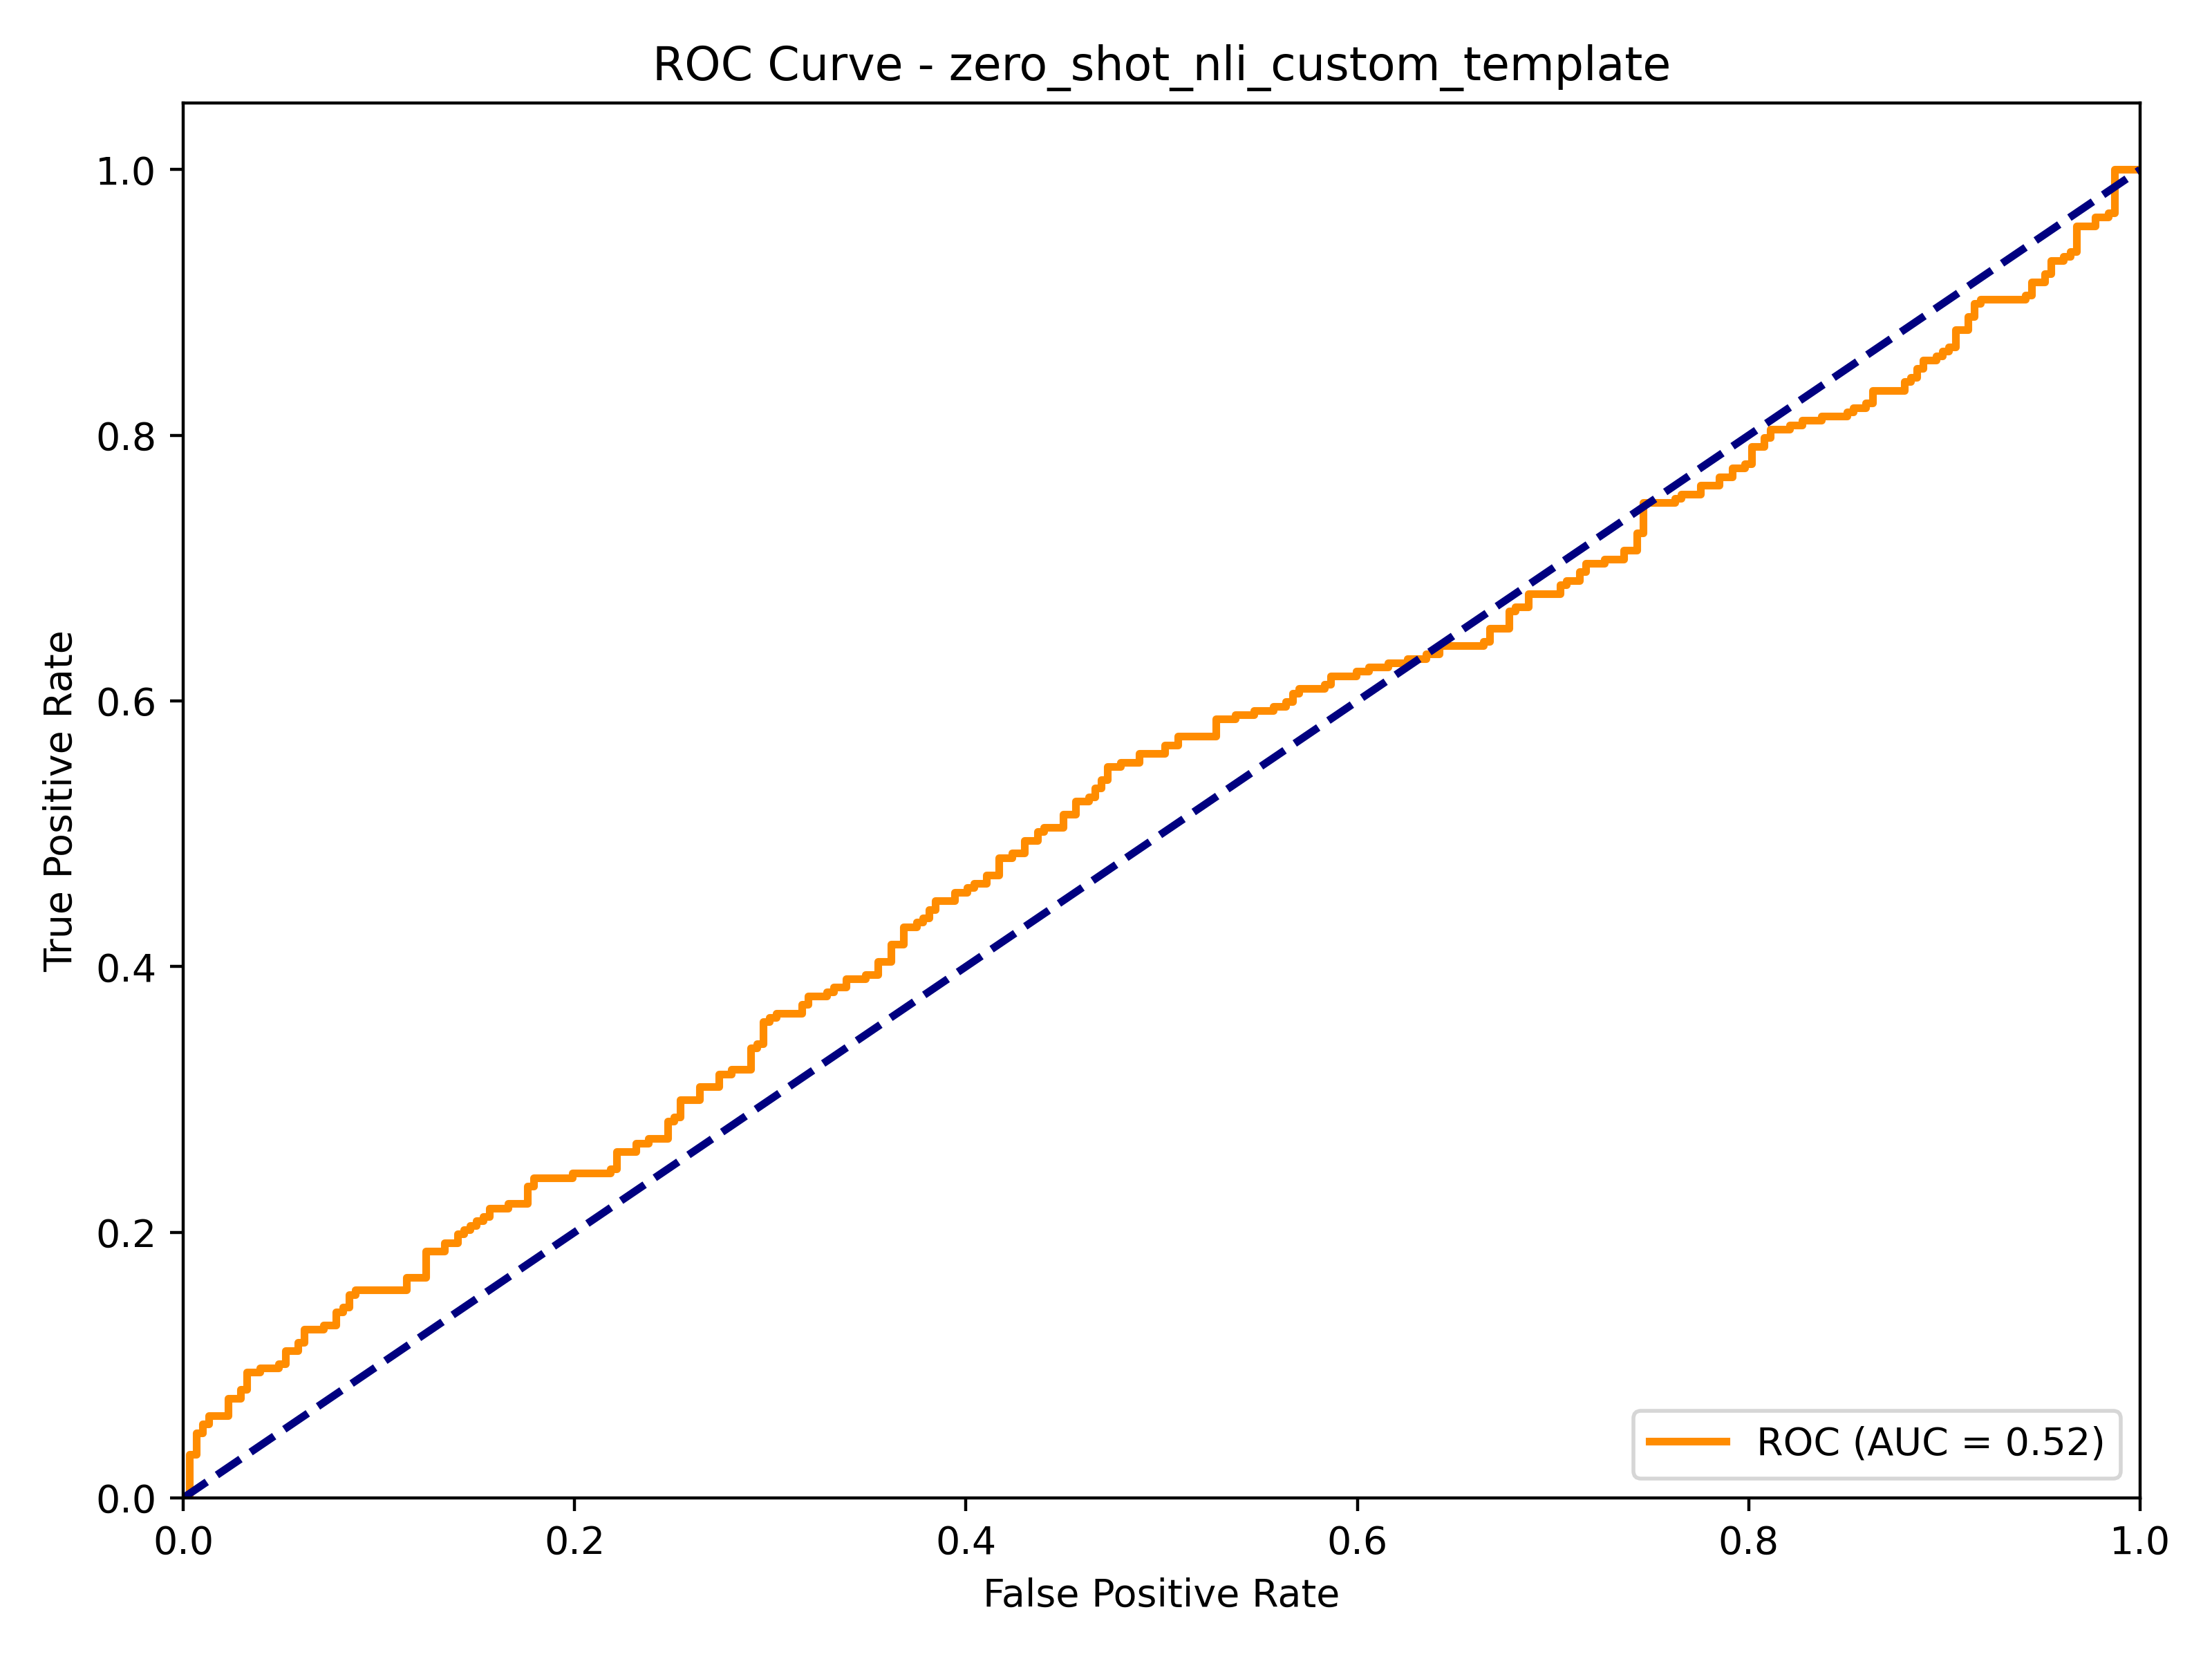 ROC Curve - zero_shot_nli_custom_template
True Positive Rate
1.0
0.8
0.6
0.4
0.2
0.0
ROC (AUC = 0.52)
0.0 0.2 0.4 0.6 0.8 1.0
False Positive Rate